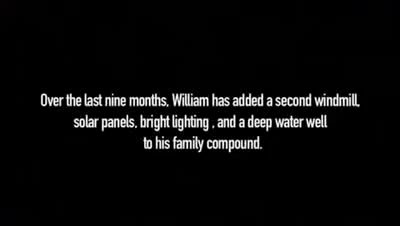 Over the last nine months, William has added a second windmill,
solar panels, bright lighting , and a deep water well
to his family compound.